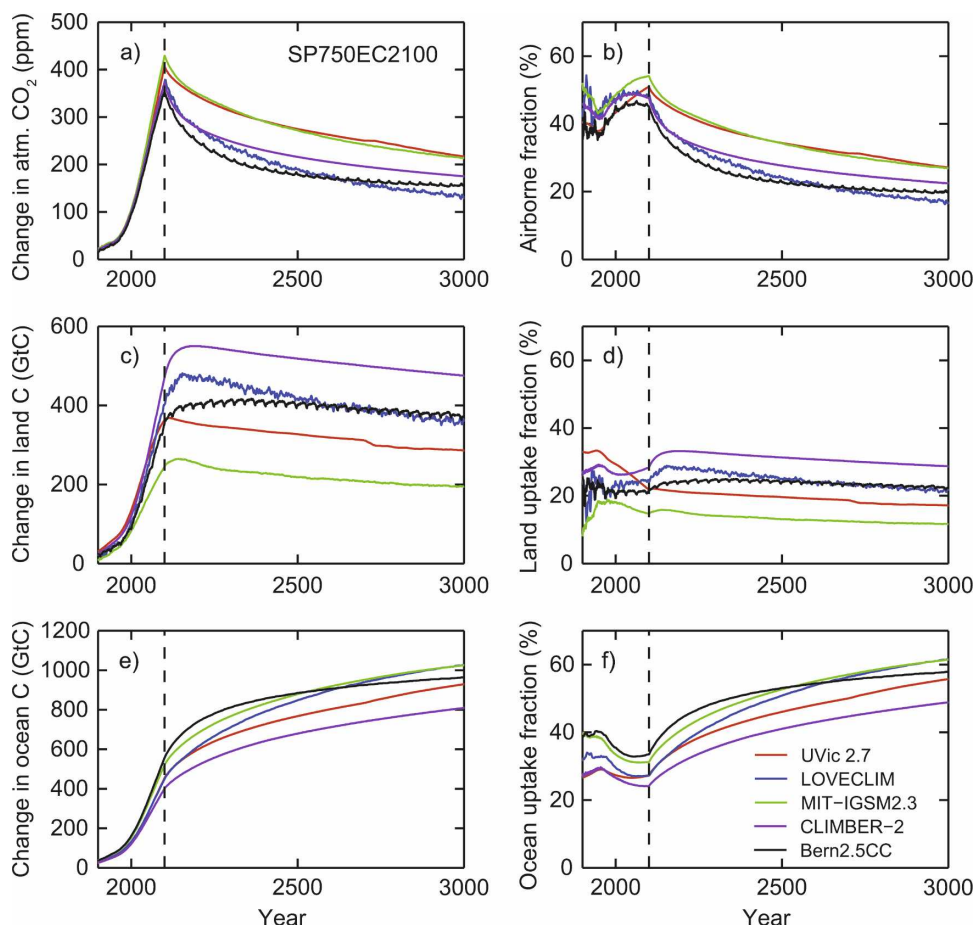 a)
SP750EC2100
Change in atm. CO2 (ppm)
500
400
300
200
100
0
2000
2500
3000
b)
Airborne fraction (%)
60
40
20
0
2000
2500
3000
c)
Change in land C (GtC)
600
400
200
0
2000
2500
3000
d)
Land uptake fraction (%)
60
40
20
0
2000
2500
3000
e)
Change in ocean C (GtC)
1200
1000
800
600
400
200
0
2000
2500
3000
Year
f)
Ocean uptake fraction (%)
60
40
20
0
UVic 2.7
LOVECLIM
MIT−IGSM2.3
CLIMBER−2
Bern2.5CC
2000
2500
3000
Year